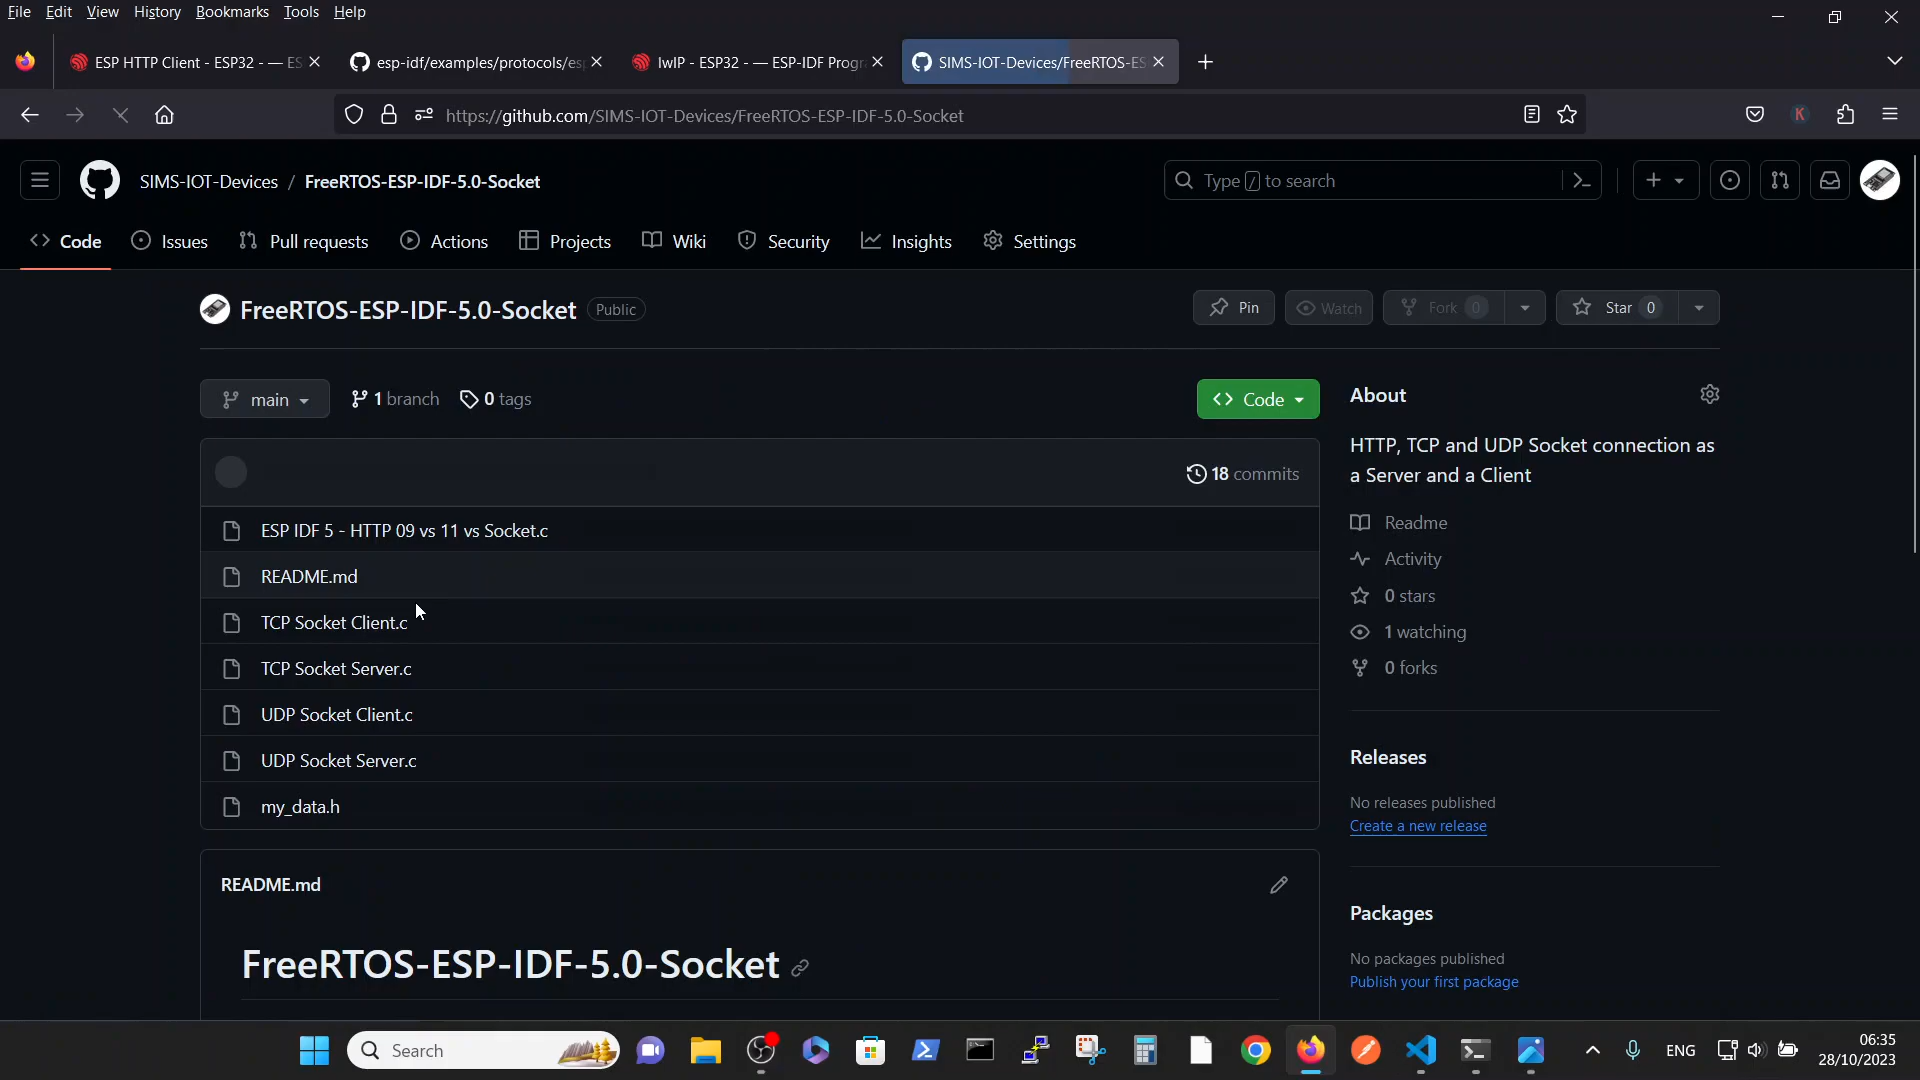 File Edit View History Bookmarks Tools Help
ESP HTTP Client - ESP32 - — ES
esp-idf/examples/protocols/es
lwIP - ESP32 - — ESP-IDF Progr
SIMS-IOT-Devices/FreeRTOS-ES
https://github.com/SIMS-IOT-Devices/FreeRTOS-ESP-IDF-5.0-Socket
K
SIMS-IOT-Devices / FreeRTOS-ESP-IDF-5.0-Socket
Type / to search
Code Issues Pull requests Actions Projects Wiki Security Insights Settings
FreeRTOS-ESP-IDF-5.0-Socket Public
Pin Watch Fork 0 Star 0
main 1 branch 0 tags
Code
18 commits
ESP IDF 5 - HTTP 09 vs 11 vs Socket.c
README.md
TCP Socket Client.c
TCP Socket Server.c
UDP Socket Client.c
UDP Socket Server.c
my_data.h
README.md
FreeRTOS-ESP-IDF-5.0-Socket
About
HTTP, TCP and UDP Socket connection as
a Server and a Client
Readme
Activity
0 stars
1 watching
0 forks
Releases
No releases published
Create a new release
Packages
No packages published
Publish your first package
Search
ENG
06:35
28/10/2023